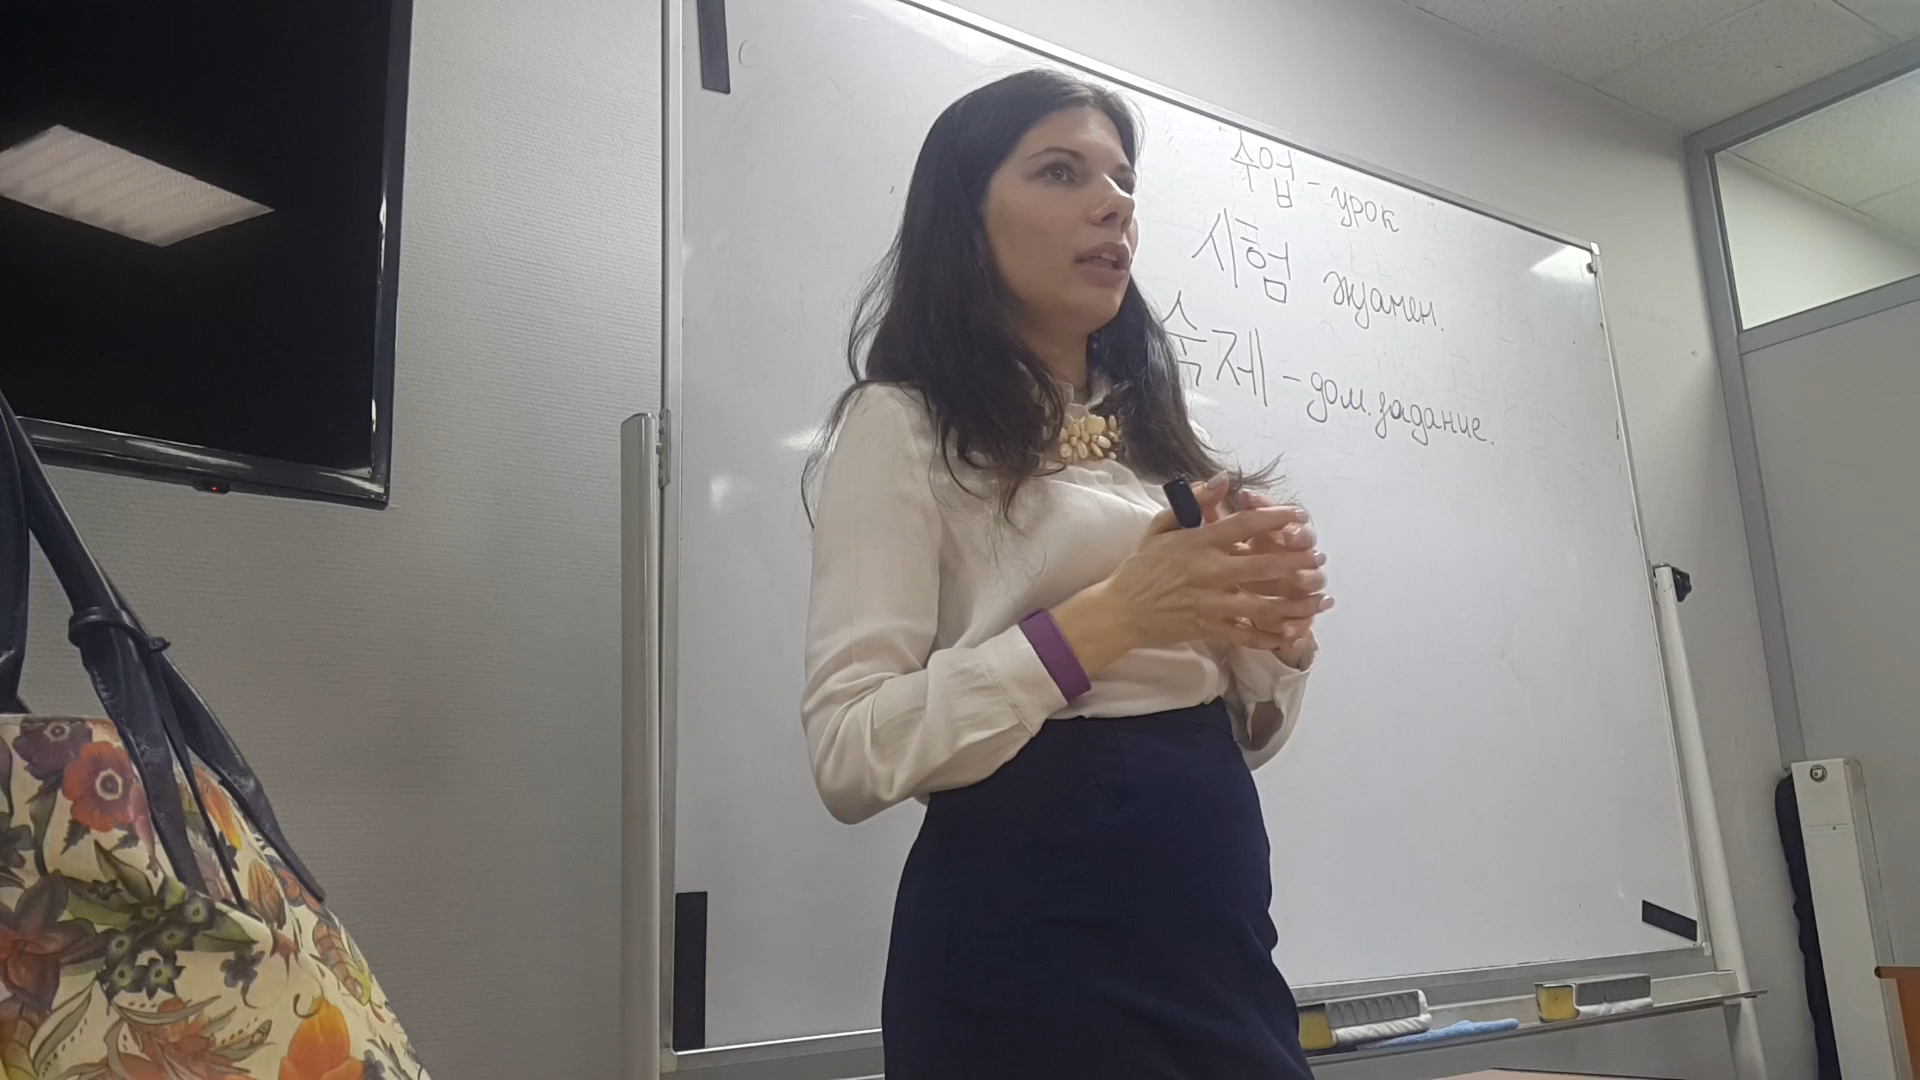 수업 - урок
시험 экзамен.
숙제 - дом. задание.